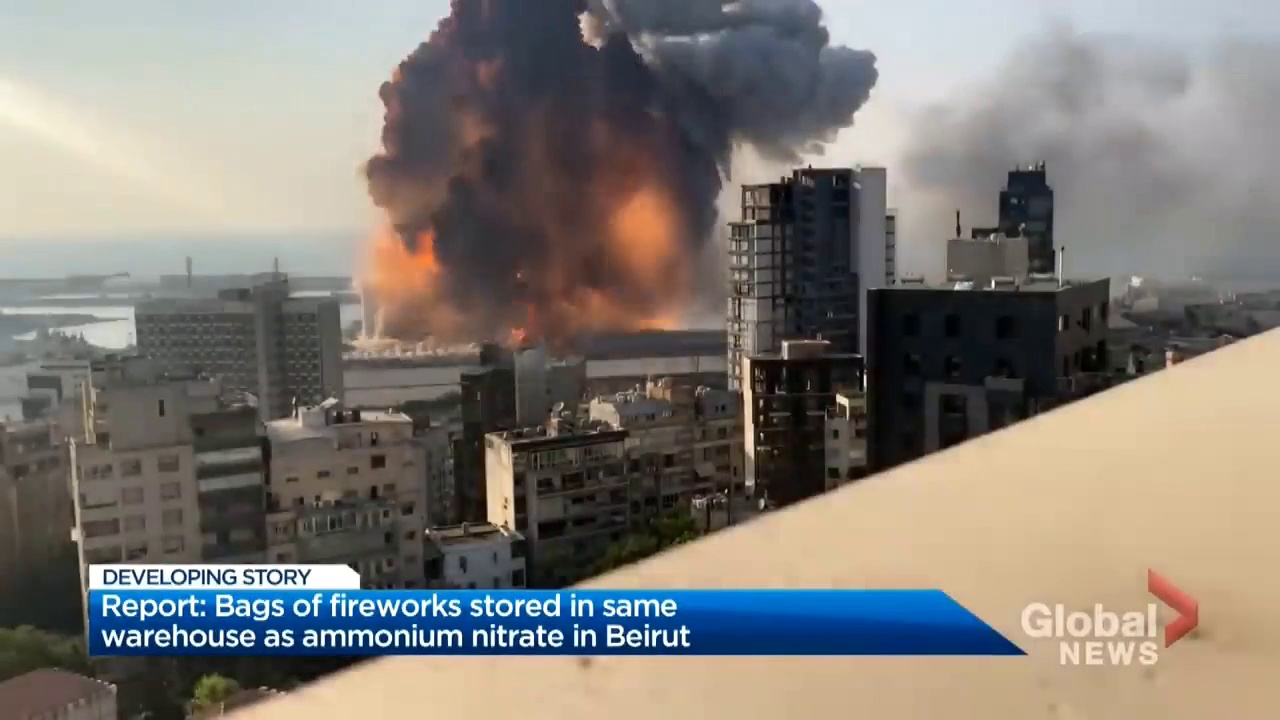 DEVELOPING STORY
Report: Bags of fireworks stored in same
warehouse as ammonium nitrate in Beirut
Global
NEWS